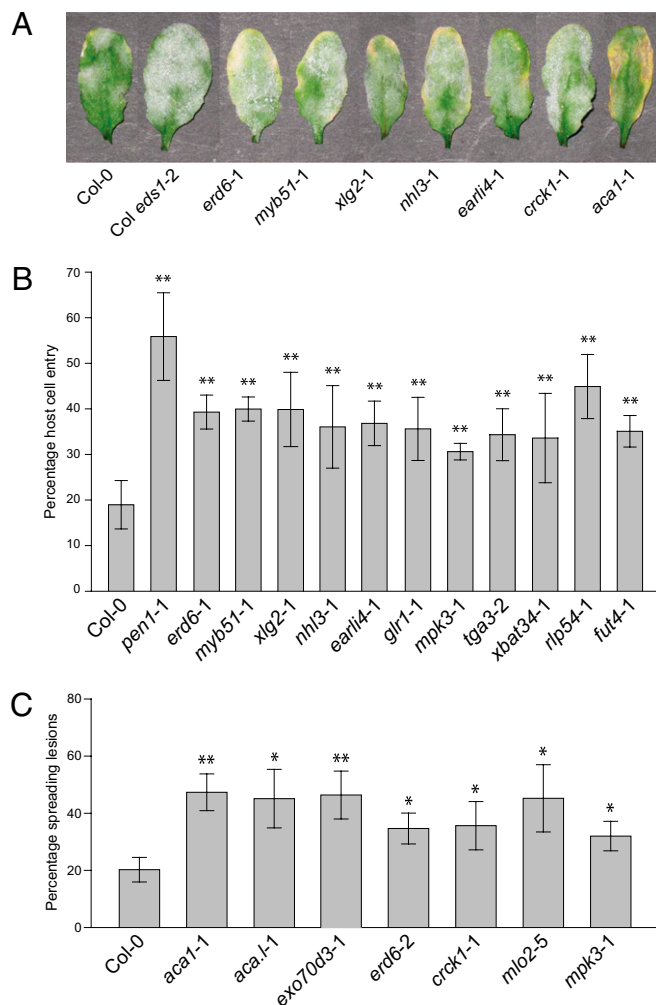 A
Col-0
Col eds1-2
erd6-1
myb51-1
xlg2-1
nhl3-1
earli4-1
crck1-1
aca1-1
B
Percentage host cell entry
70
60
50
40
30
20
10
0
**
**
**
**
**
**
**
**
**
**
**
**
Col-0
pen1-1
erd6-1
myb51-1
xlg2-1
nhl3-1
earli4-1
glr1-1
mpk3-1
tga3-2
xbat34-1
rlp54-1
fut4-1
C
Percentage spreading lesions
80
60
40
20
0
**
*
**
*
*
*
*
Col-0
aca1-1
aca.l-1
exo70d3-1
erd6-2
crck1-1
mlo2-5
mpk3-1